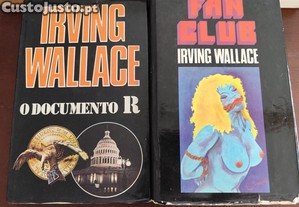 CustoJusto.pt
IRVING
WALLACE
O DOCUMENTO R
FAN
CLUB
IRVING WALLACE